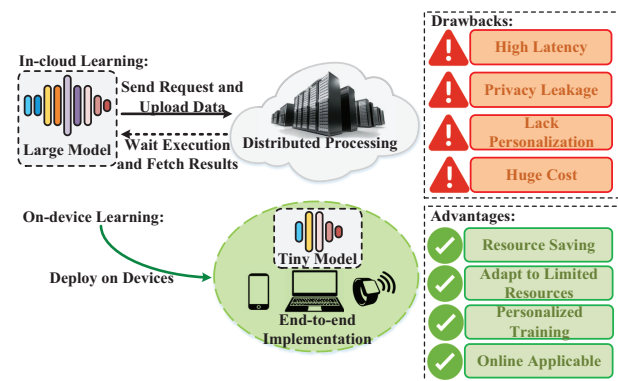 In-cloud Learning:
Large Model
Send Request and
Upload Data
Wait Execution
and Fetch Results
Distributed Processing
Drawbacks:
High Latency
Privacy Leakage
Lack
Personalization
Huge Cost
On-device Learning:
Deploy on Devices
Tiny Model
End-to-end
Implementation
Advantages:
Resource Saving
Adapt to Limited
Resources
Personalized
Training
Online Applicable